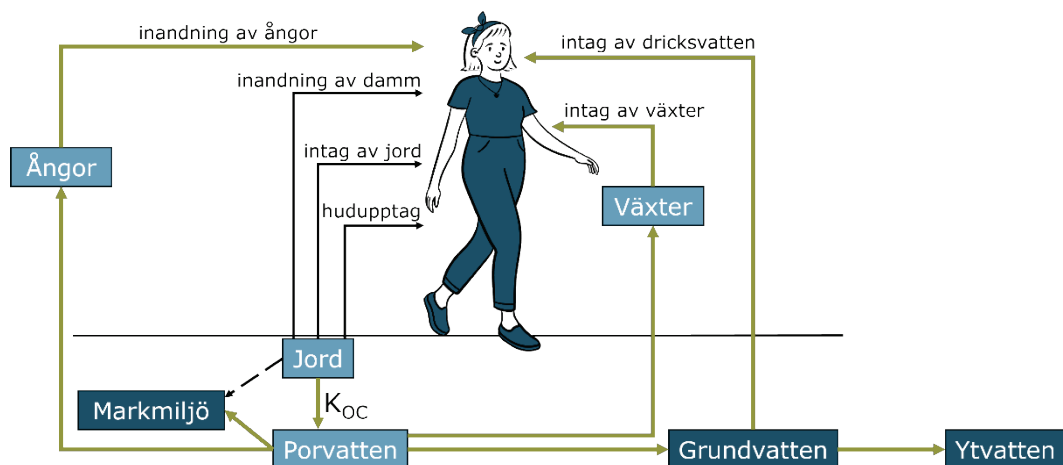 inandning av ångor
intag av dricksvatten
inandning av damm
intag av växter
Ångor
intag av jord
Växter
hudupptag
Jord
Markmiljö
K_OC
Porvatten
Grundvatten
Ytvatten